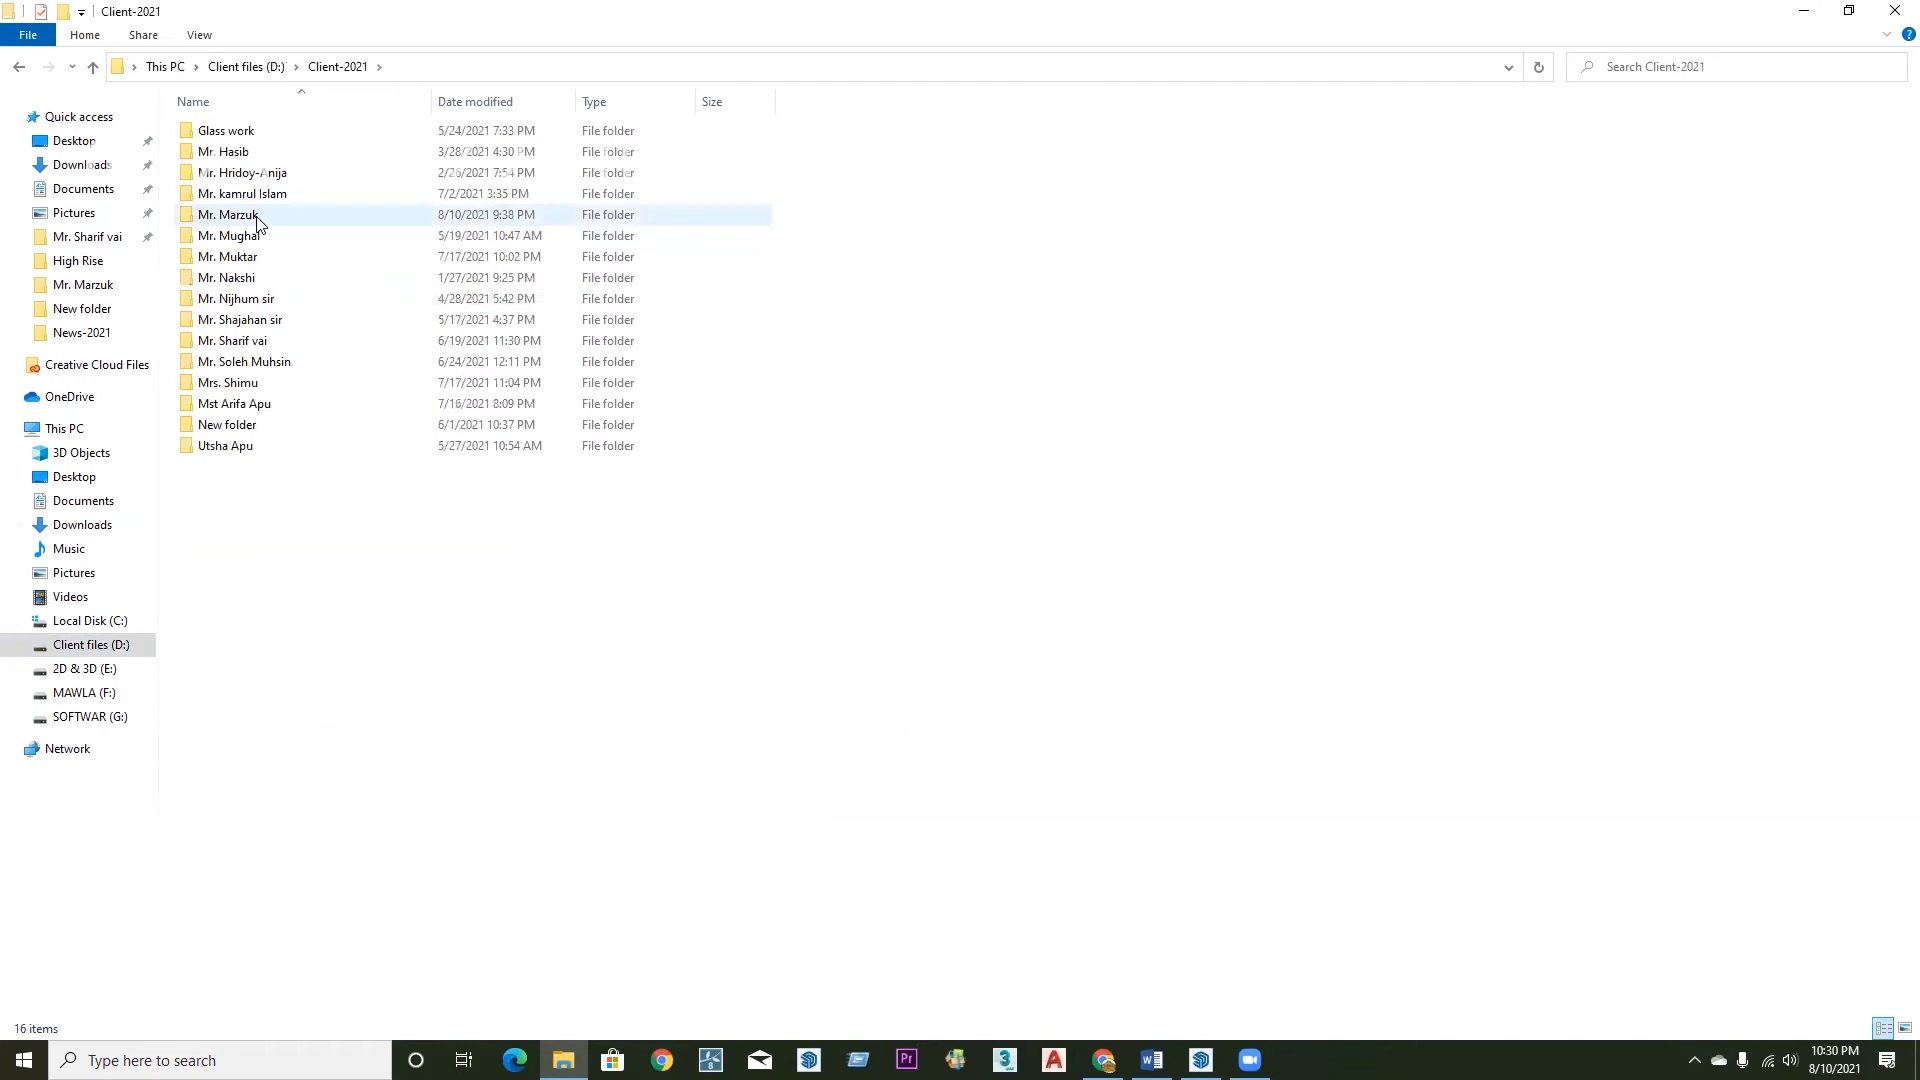 Client-2021
File Home Share View
This PC Client files (D:) Client-2021
Search Client-2021
Name Date modified Type Size
Glass work 5/24/2021 7:33 PM File folder
Mr. Hasib 3/28/2021 4:30 PM File folder
Mr. Hridoy-Anija 2/26/2021 7:54 PM File folder
Mr. kamrul Islam 7/2/2021 3:35 PM File folder
Mr. Marzuk 8/10/2021 9:38 PM File folder
Mr. Mughal 5/19/2021 10:47 AM File folder
Mr. Muktar 7/17/2021 10:02 PM File folder
Mr. Nakshi 1/27/2021 9:25 PM File folder
Mr. Nijhum sir 4/28/2021 5:42 PM File folder
Mr. Shajahan sir 5/17/2021 4:37 PM File folder
Mr. Sharif vai 6/19/2021 11:30 PM File folder
Mr. Soleh Muhsin 6/24/2021 12:11 PM File folder
Mrs. Shimu 7/17/2021 11:04 PM File folder
Mst Arifa Apu 7/16/2021 8:09 PM File folder
New folder 6/1/2021 10:37 PM File folder
Utsha Apu 5/27/2021 10:54 AM File folder
Quick access
Desktop
Downloads
Documents
Pictures
Mr. Sharif vai
High Rise
Mr. Marzuk
New folder
News-2021
Creative Cloud Files
OneDrive
This PC
3D Objects
Desktop
Documents
Downloads
Music
Pictures
Videos
Local Disk (C:)
Client files (D:)
2D & 3D (E:)
MAWLA (F:)
SOFTWAR (G:)
Network
16 items
Type here to search
Pr
3
A
10:30 PM
8/10/2021